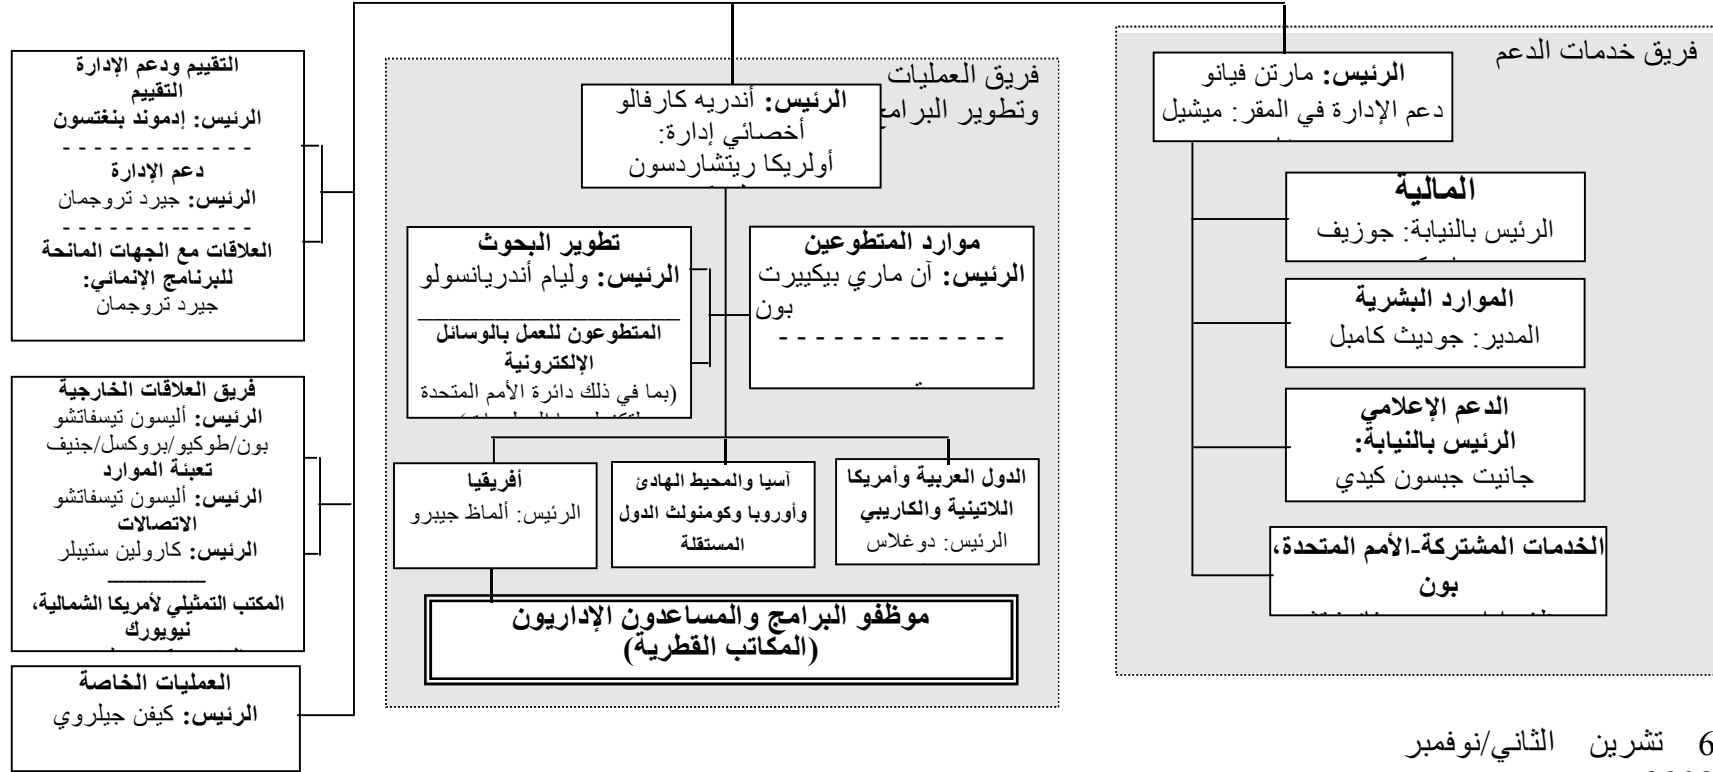 فريق خدمات الدعم
الرئيس: مارتن فيانو
دعم الإدارة في المقر: ميشيل
المالية
الرئيس بالنيابة: جوزيف
الموارد البشرية
المدير: جوديث كامبل
الدعم الإعلامي
الرئيس بالنيابة:
جانيت جبسون كيدي
الخدمات المشتركة-الأمم المتحدة،
بون
فريق العمليات
وتطوير البرامج
الرئيس: أندريه كارفالو
أخصائي إدارة:
أولريكا ريتشاردسون
موارد المتطوعين
الرئيس: آن ماري بيكييرت
بون
- - - - - -- - - - - -
تطوير البحوث
الرئيس: وليام أندريانسولو
المتطوعون للعمل بالوسائل
الإلكترونية
(بما في ذلك دائرة الأمم المتحدة
الدول العربية وأمريكا
اللاتينية والكاريبي
الرئيس: دوغلاس
آسيا والمحيط الهادئ
وأوروبا وكومنولث الدول
المستقلة
أفريقيا
الرئيس: ألماظ جيبرو
موظفو البرامج والمساعدون الإداريون
(المكاتب القطرية)
التقييم ودعم الإدارة
التقييم
الرئيس: إدموند بنغتسون
- - - - - -- - - - - -
دعم الإدارة
الرئيس: جيرد تروجمان
- - - - - -- - - - - -
العلاقات مع الجهات المانحة
للبرنامج الإنمائي:
جيرد تروجمان
فريق العلاقات الخارجية
الرئيس: أليسون تيسفاتشو
بون/طوكيو/بروكسل/جنيف
تعبئة الموارد
الرئيس: أليسون تيسفاتشو
الاتصالات
الرئيس: كارولين ستيبلر
المكتب التمثيلي لأمريكا الشمالية،
نيويورك
العمليات الخاصة
الرئيس: كيفن جيلروي
6 تشرين الثاني/نوفمبر